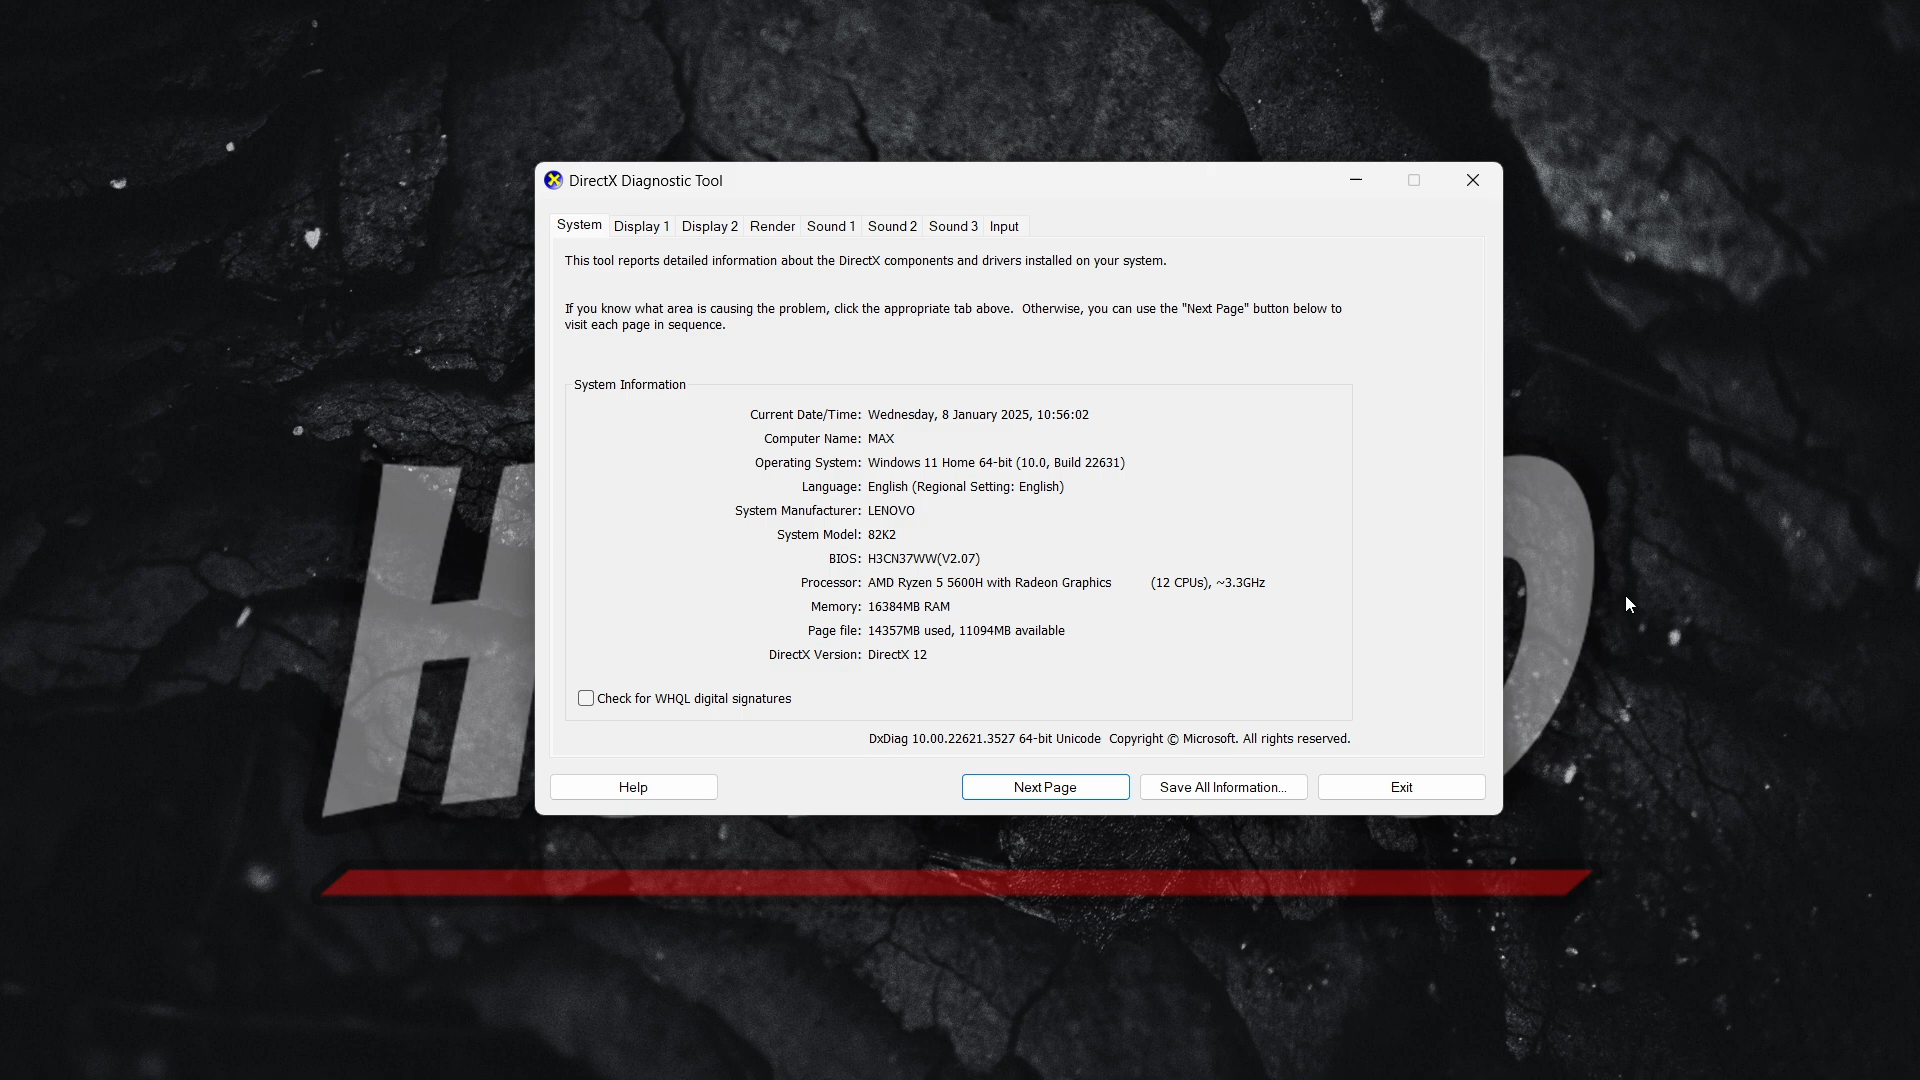 DirectX Diagnostic Tool
System Display 1 Display 2 Render Sound 1 Sound 2 Sound 3 Input
This tool reports detailed information about the DirectX components and drivers installed on your system.
If you know what area is causing the problem, click the appropriate tab above.  Otherwise, you can use the "Next Page" button below to
visit each page in sequence.
System Information
Current Date/Time: Wednesday, 8 January 2025, 10:56:02
Computer Name: MAX
Operating System: Windows 11 Home 64-bit (10.0, Build 22631)
Language: English (Regional Setting: English)
System Manufacturer: LENOVO
System Model: 82K2
BIOS: H3CN37WW(V2.07)
Processor: AMD Ryzen 5 5600H with Radeon Graphics (12 CPUs), ~3.3GHz
Memory: 16384MB RAM
Page file: 14357MB used, 11094MB available
DirectX Version: DirectX 12
Check for WHQL digital signatures
DxDiag 10.00.22621.3527 64-bit Unicode  Copyright © Microsoft. All rights reserved.
Help Next Page Save All Information... Exit